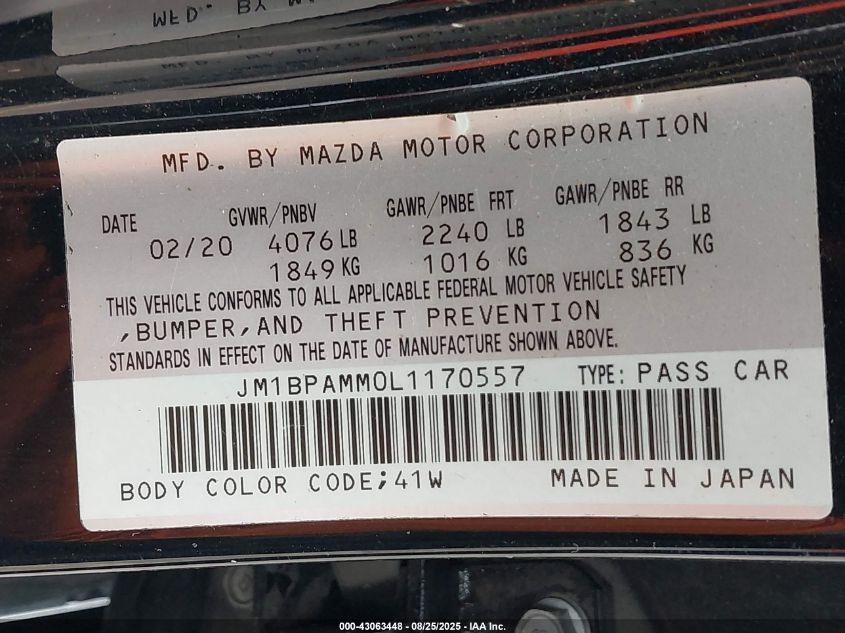 MFD. BY MAZDA MOTOR CORPORATION
DATE GVWR/PNBV GAWR/PNBE FRT GAWR/PNBE RR
02/20 4076 LB 2240 LB 1843 LB
1849 KG 1016 KG 836 KG
THIS VEHICLE CONFORMS TO ALL APPLICABLE FEDERAL MOTOR VEHICLE SAFETY
,BUMPER,AND THEFT PREVENTION
STANDARDS IN EFFECT ON THE DATE OF MANUFACTURE SHOWN ABOVE.
JM1BPAMM0L1170557 TYPE: PASS CAR
BODY COLOR CODE;41W MADE IN JAPAN
000-43063448 - 08/25/2025 - IAA Inc.